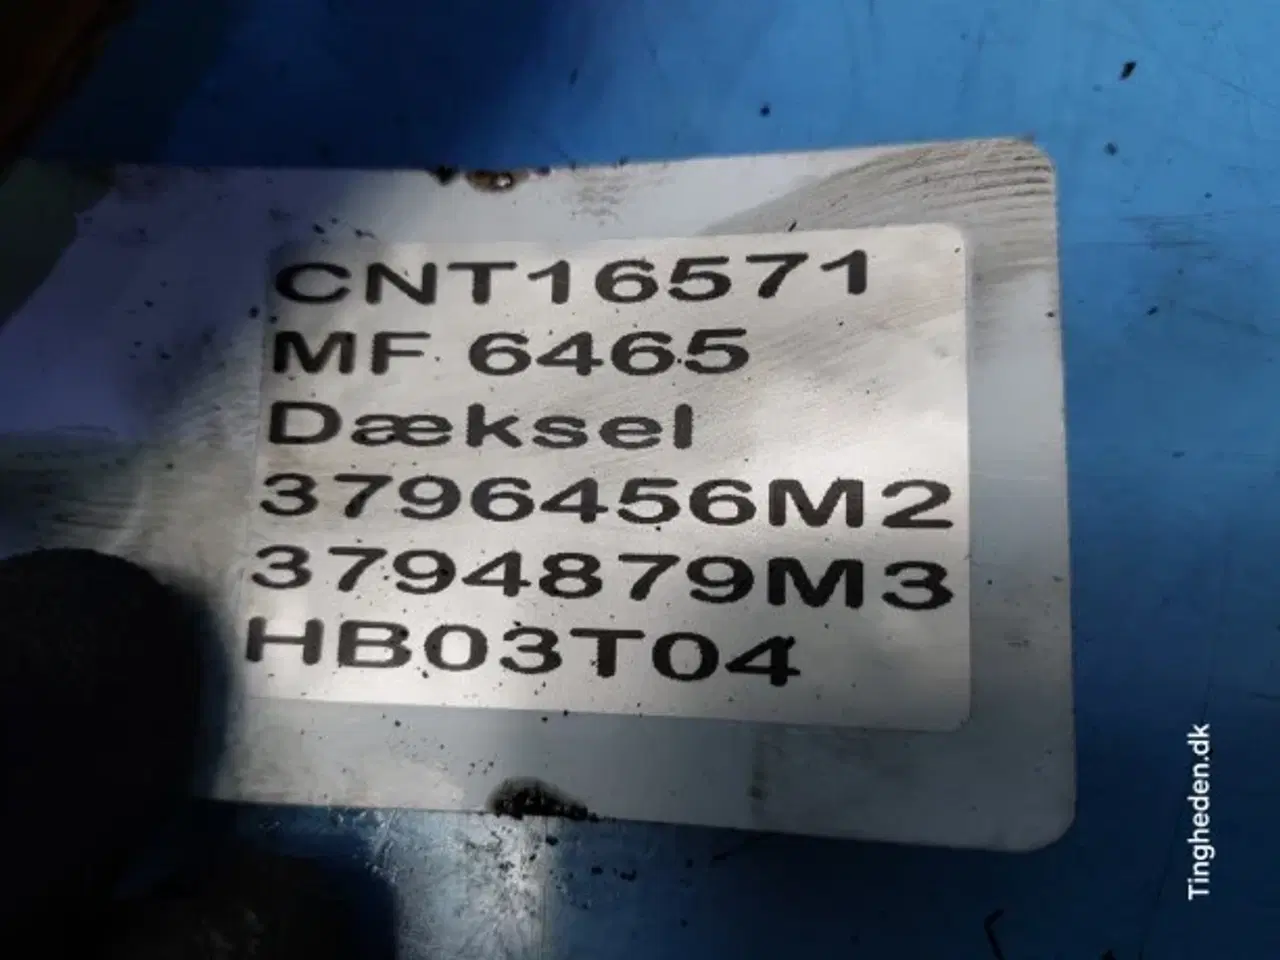 CNT16571
MF 6465
Dæksel
3796456M2
3794879M3
HB03T04
Tingheden.dk